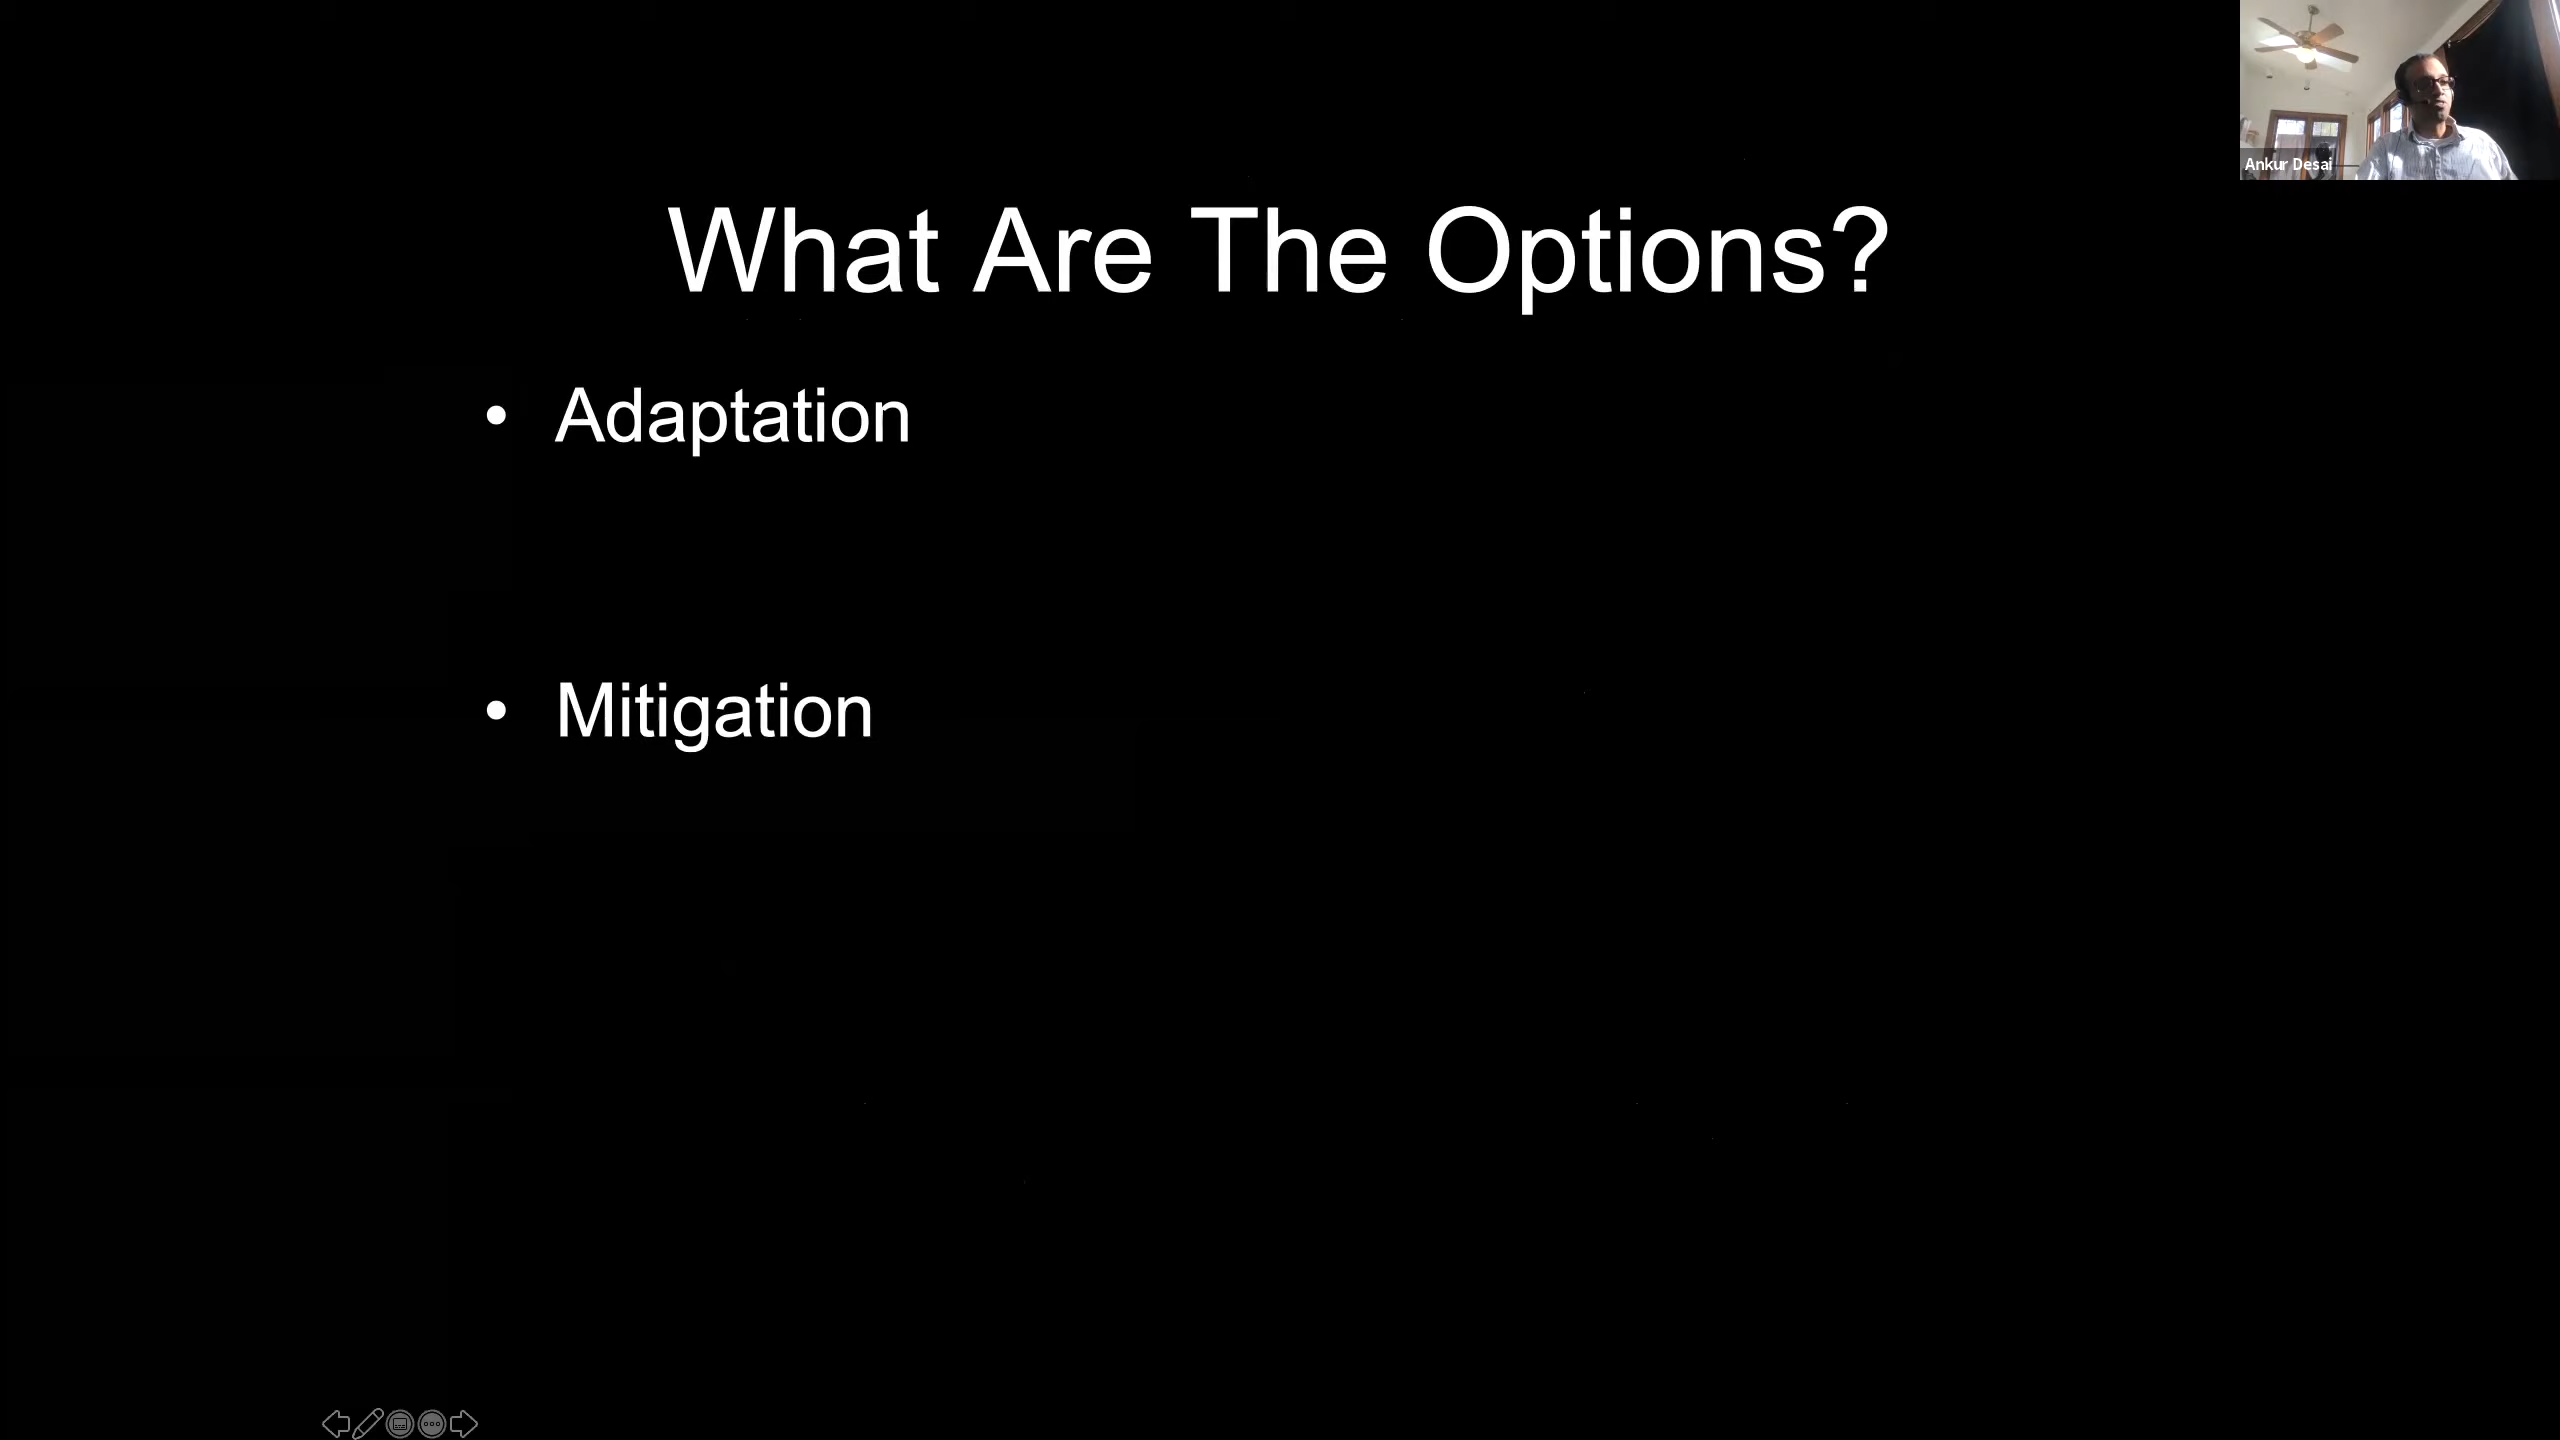 What Are The Options?
• Adaptation
• Mitigation
Ankur Desai